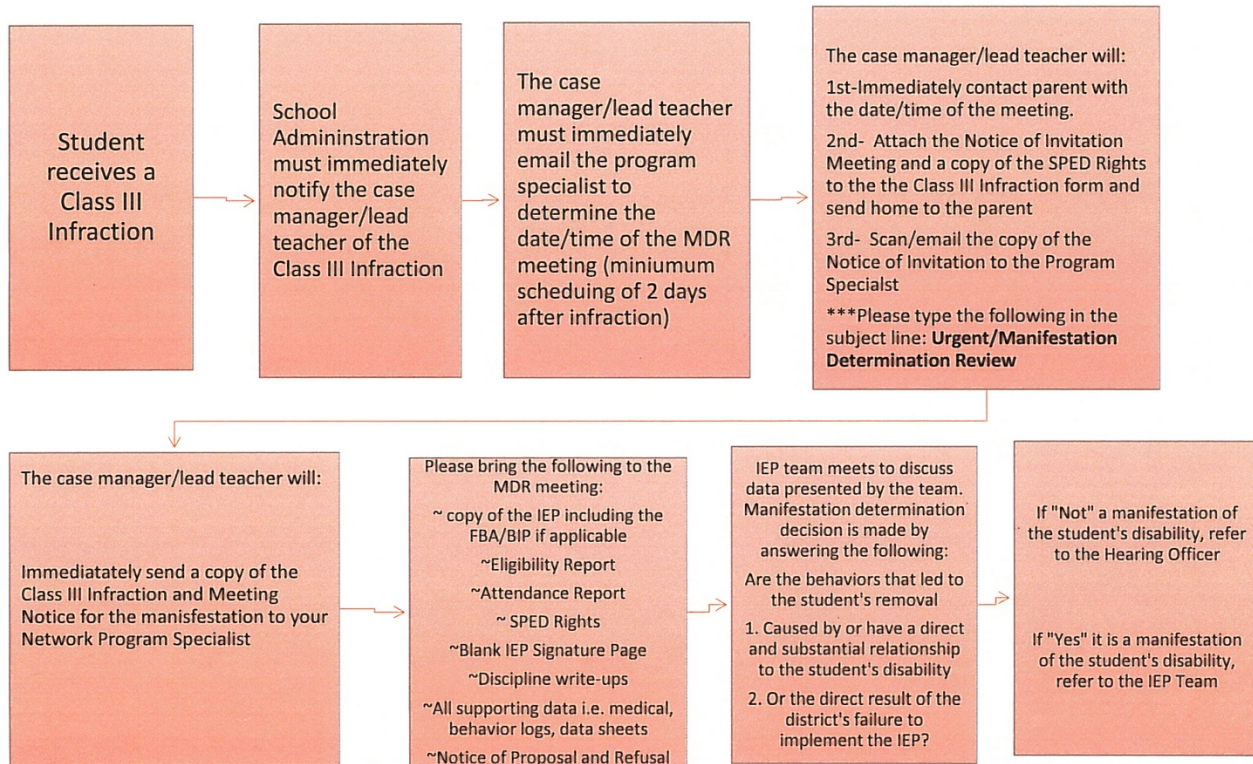 Student
receives a
Class III
Infraction
School
Admininstration
must immediately
notify the case
manager/lead
teacher of the
Class III Infraction
The case
manager/lead teacher
must immediately
email the program
specialist to
determine the
date/time of the MDR
meeting (miniumum
scheduing of 2 days
after infraction)
The case manager/lead teacher will:
1st-Immediately contact parent with
the date/time of the meeting.
2nd- Attach the Notice of Invitation
Meeting and a copy of the SPED Rights
to the the Class III Infraction form and
send home to the parent
3rd- Scan/email the copy of the
Notice of Invitation to the Program
Specialst
***Please type the following in the
subject line: Urgent/Manifestation
Determination Review
The case manager/lead teacher will:
Immediatately send a copy of the
Class III Infraction and Meeting
Notice for the manisfestation to your
Network Program Specialist
Please bring the following to the
MDR meeting:
~ copy of the IEP including the
FBA/BIP if applicable
~Eligibility Report
~Attendance Report
~ SPED Rights
~Blank IEP Signature Page
~Discipline write-ups
~All supporting data i.e. medical,
behavior logs, data sheets
~Notice of Proposal and Refusal
IEP team meets to discuss
data presented by the team.
Manifestation determination
decision is made by
answering the following:
Are the behaviors that led to
the student's removal
1. Caused by or have a direct
and substantial relationship
to the student's disability
2. Or the direct result of the
district's failure to
implement the IEP?
If "Not" a manifestation of
the student's disability, refer
to the Hearing Officer
If "Yes" it is a manifestation
of the student's disability,
refer to the IEP Team